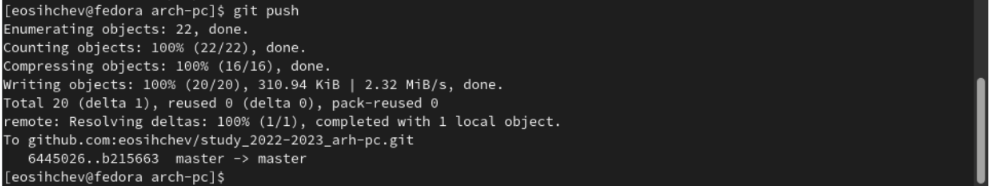 [eosihchev@fedora arch-pc]$ git push
Enumerating objects: 22, done.
Counting objects: 100% (22/22), done.
Compressing objects: 100% (16/16), done.
Writing objects: 100% (20/20), 310.94 KiB | 2.32 MiB/s, done.
Total 20 (delta 1), reused 0 (delta 0), pack-reused 0
remote: Resolving deltas: 100% (1/1), completed with 1 local object.
To github.com:eosihchev/study_2022-2023_arh-pc.git
   6445026..b215663  master -> master
[eosihchev@fedora arch-pc]$